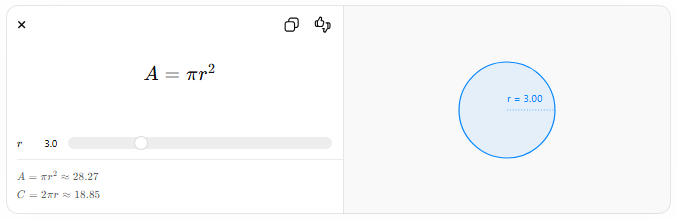 A = πr²
r 3.0
A = πr² ≈ 28.27
C = 2πr ≈ 18.85
r = 3.00